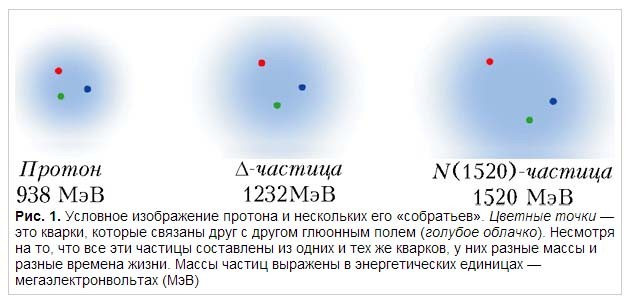 Протон
938 МэВ
Δ-частица
1232МэВ
N(1520)-частица
1520 МэВ
Рис. 1. Условное изображение протона и нескольких его «собратьев». Цветные точки —
это кварки, которые связаны друг с другом глюонным полем (голубое облачко). Несмотря
на то, что все эти частицы составлены из одних и тех же кварков, у них разные массы и
разные времена жизни. Массы частиц выражены в энергетических единицах —
мегаэлектронвольтах (МэВ)